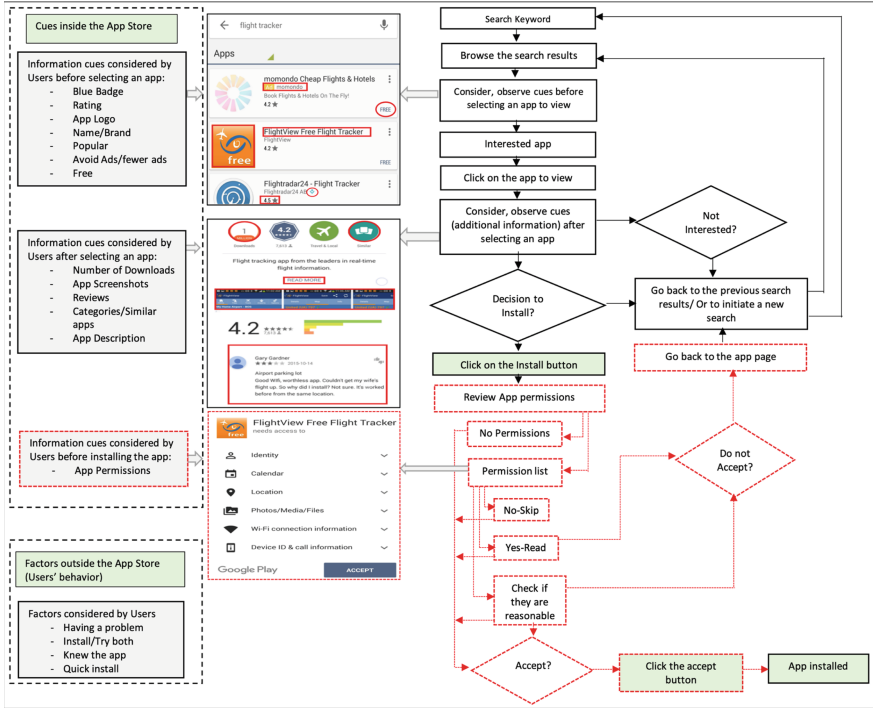 Cues inside the App Store
Information cues considered by
Users before selecting an app:
- Blue Badge
- Rating
- App Logo
- Name/Brand
- Popular
- Avoid Ads/fewer ads
- Free
Information cues considered by
Users after selecting an app:
- Number of Downloads
- App Screenshots
- Reviews
- Categories/Similar
apps
- App Description
Information cues considered by
Users before installing the app:
- App Permissions
Factors outside the App Store
(Users' behavior)
Factors considered by Users
- Having a problem
- Install/Try both
- Knew the app
- Quick install
flight tracker
Apps
momondo Cheap Flights & Hotels
Ad momondo
Book Flights & Hotels On The Fly!
4.2 ★
FREE
FlightView Free Flight Tracker
FlightView
4.2 ★
FREE
free
Flightradar24 - Flight Tracker
Flightradar24 AB
4.5 ★
1
Downloads
4.2
Travel & Local
Similar
Flight tracking app from the leaders in real-time
flight information.
READ MORE
4.2
Gary Gardner
2015-10-14
Airport parking lot
Good Wifi, worthless app. Couldn't get my wife's
flight up. So why did I install? Not sure. It's worked
before from the same location.
free
FlightView Free Flight Tracker
needs access to
Identity
Calendar
Location
Photos/Media/Files
Wi-Fi connection information
Device ID & call information
Google Play
ACCEPT
Search Keyword
Browse the search results
Consider, observe cues before
selecting an app to view
Interested app
Click on the app to view
Consider, observe cues
(additional information) after
selecting an app
Not
Interested?
Decision to
Install?
Go back to the previous search
results/ Or to initiate a new
search
Click on the Install button
Go back to the app page
Review App permissions
No Permissions
Permission list
Do not
Accept?
No-Skip
Yes-Read
Check if
they are
reasonable
Accept?
Click the accept
button
App installed